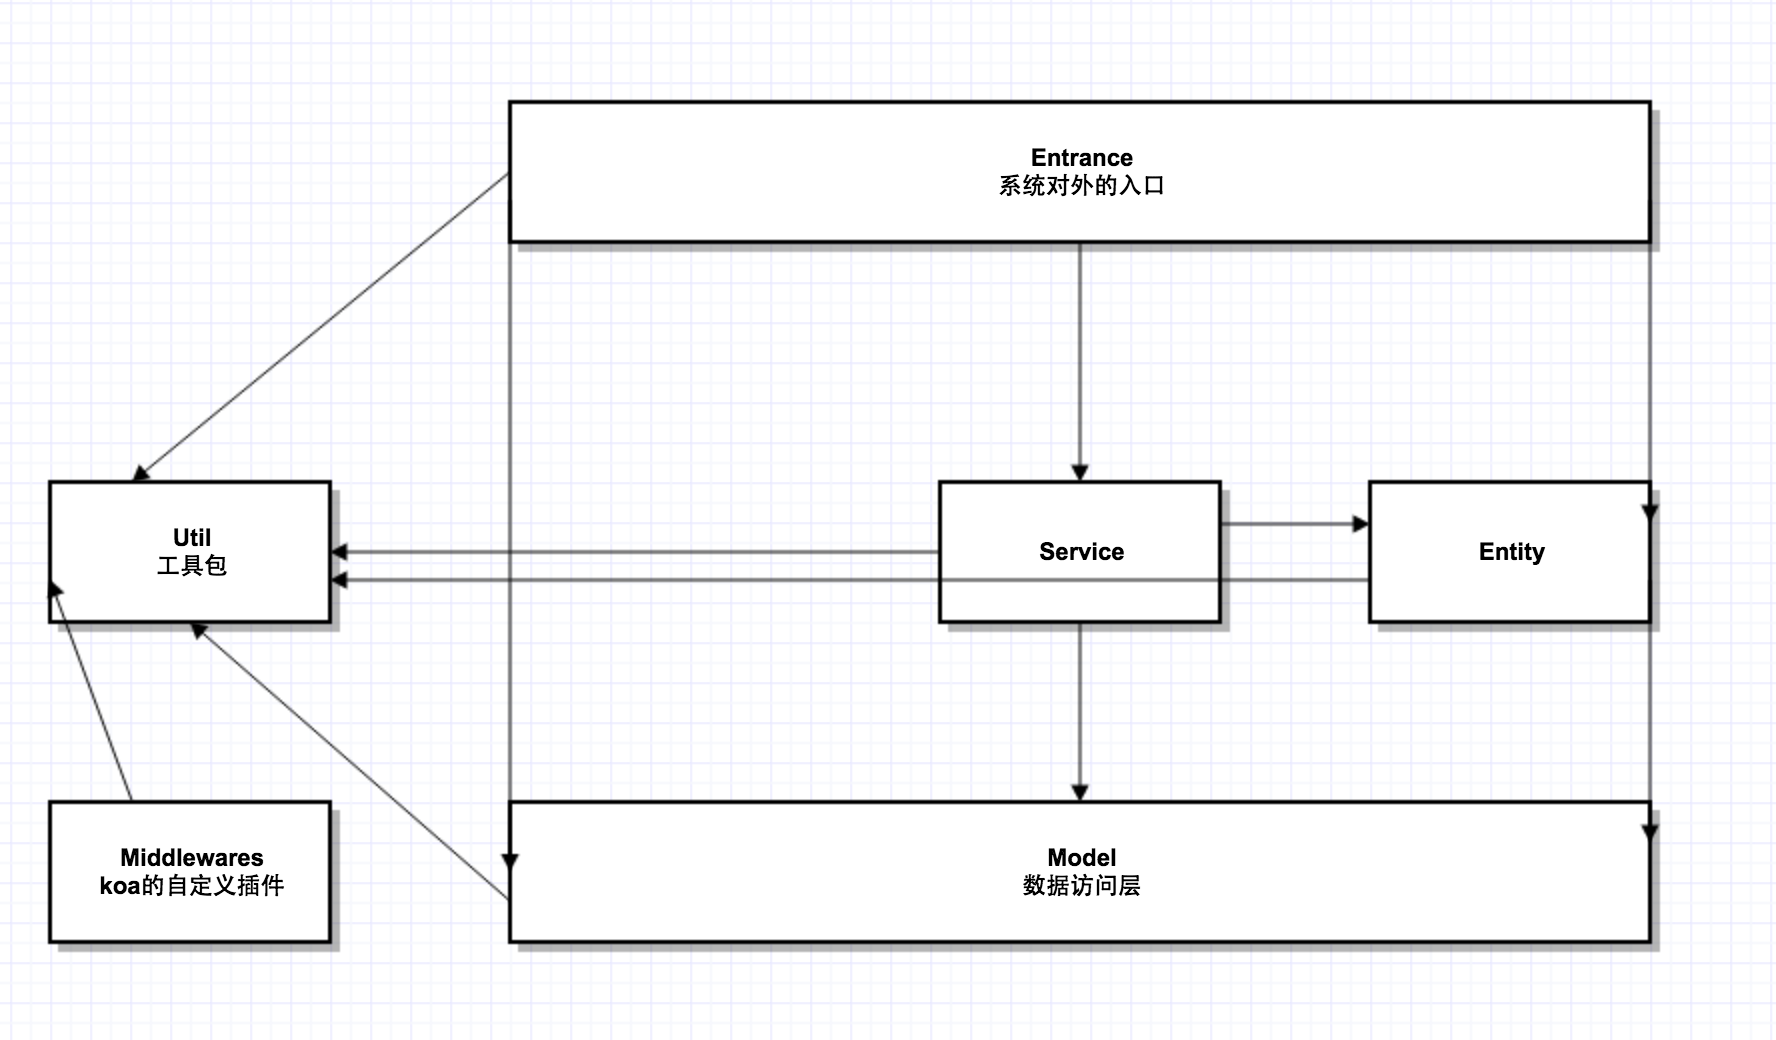 Entrance
系统对外的入口
Util
工具包
Service
Entity
Middlewares
koa的自定义插件
Model
数据访问层